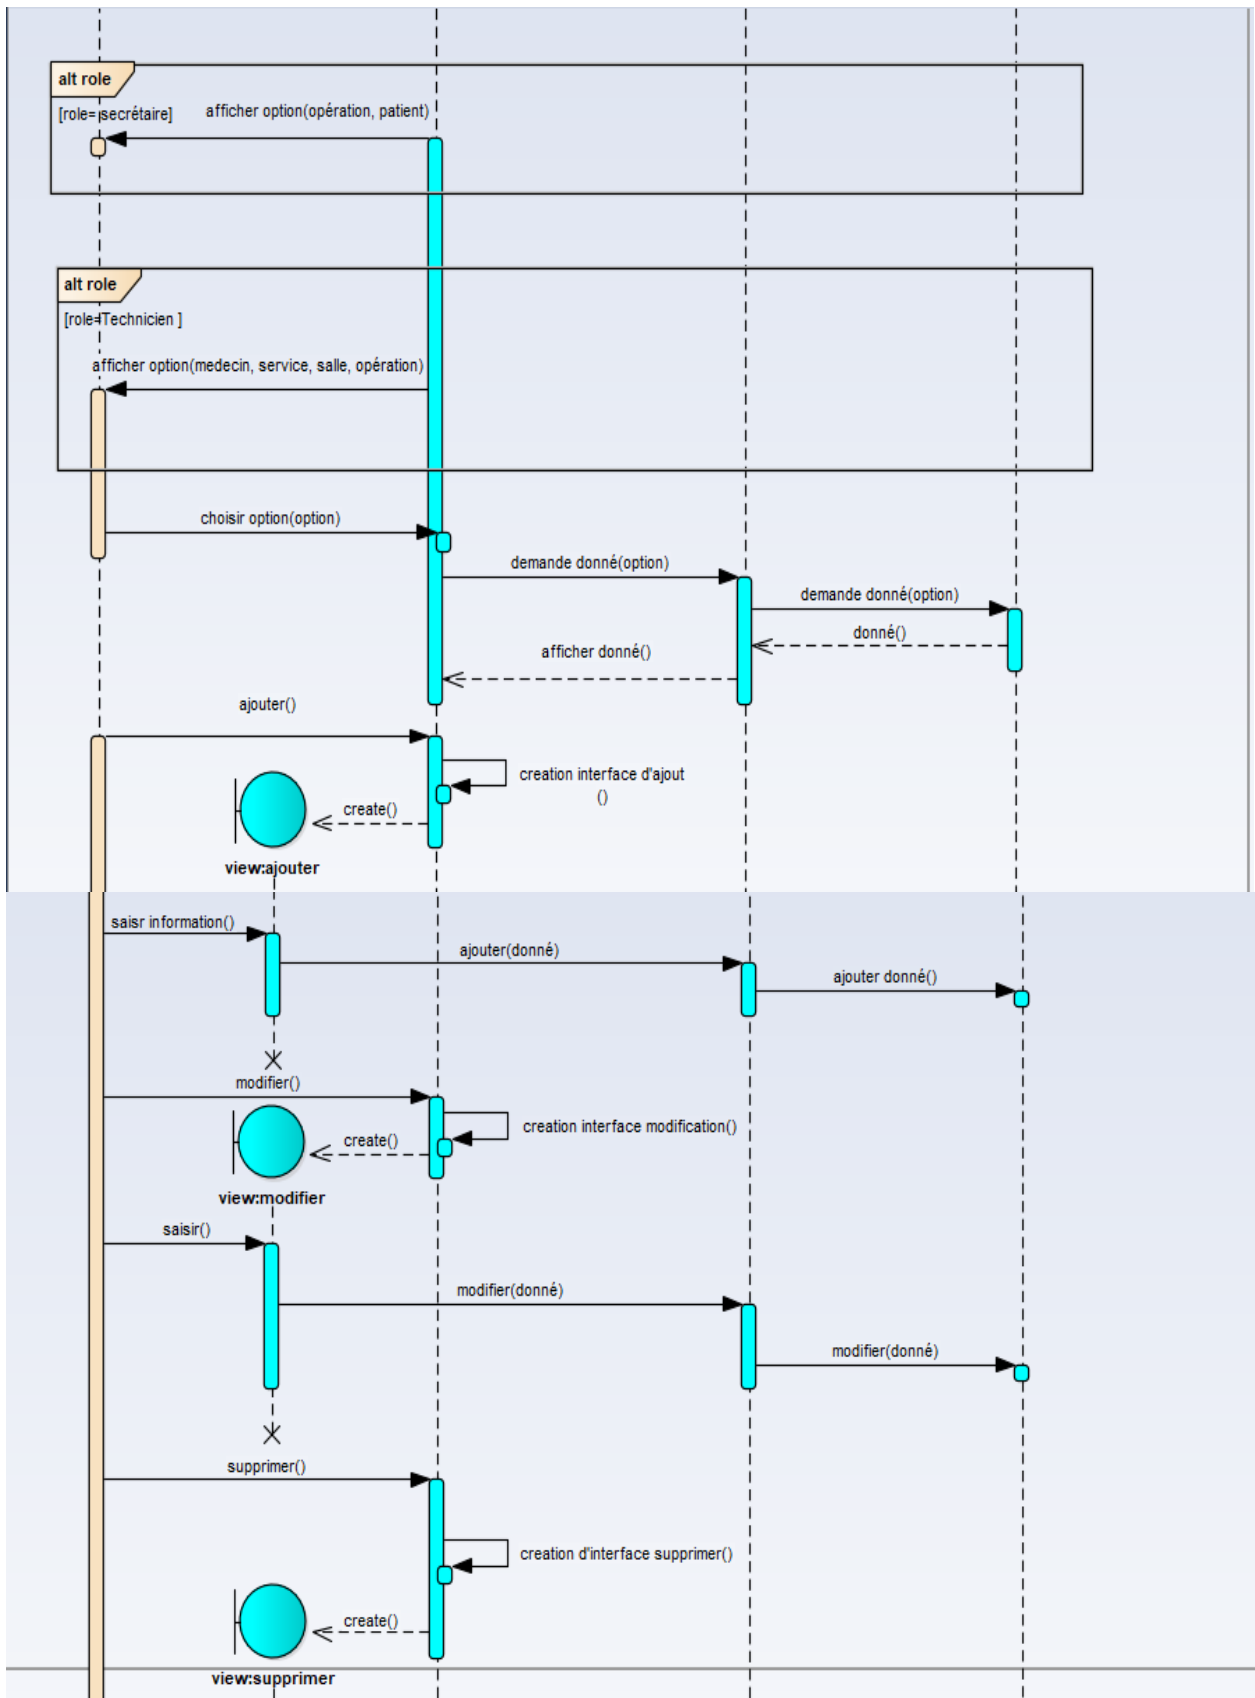 alt role
[role= secrétaire]
afficher option(opération, patient)
alt role
[role=Technicien ]
afficher option(medecin, service, salle, opération)
choisir option(option)
demande donné(option)
demande donné(option)
donné()
afficher donné()
ajouter()
creation interface d'ajout
()
create()
view:ajouter
saisr information()
ajouter(donné)
ajouter donné()
modifier()
creation interface modification()
create()
view:modifier
saisir()
modifier(donné)
modifier(donné)
supprimer()
creation d'interface supprimer()
create()
view:supprimer